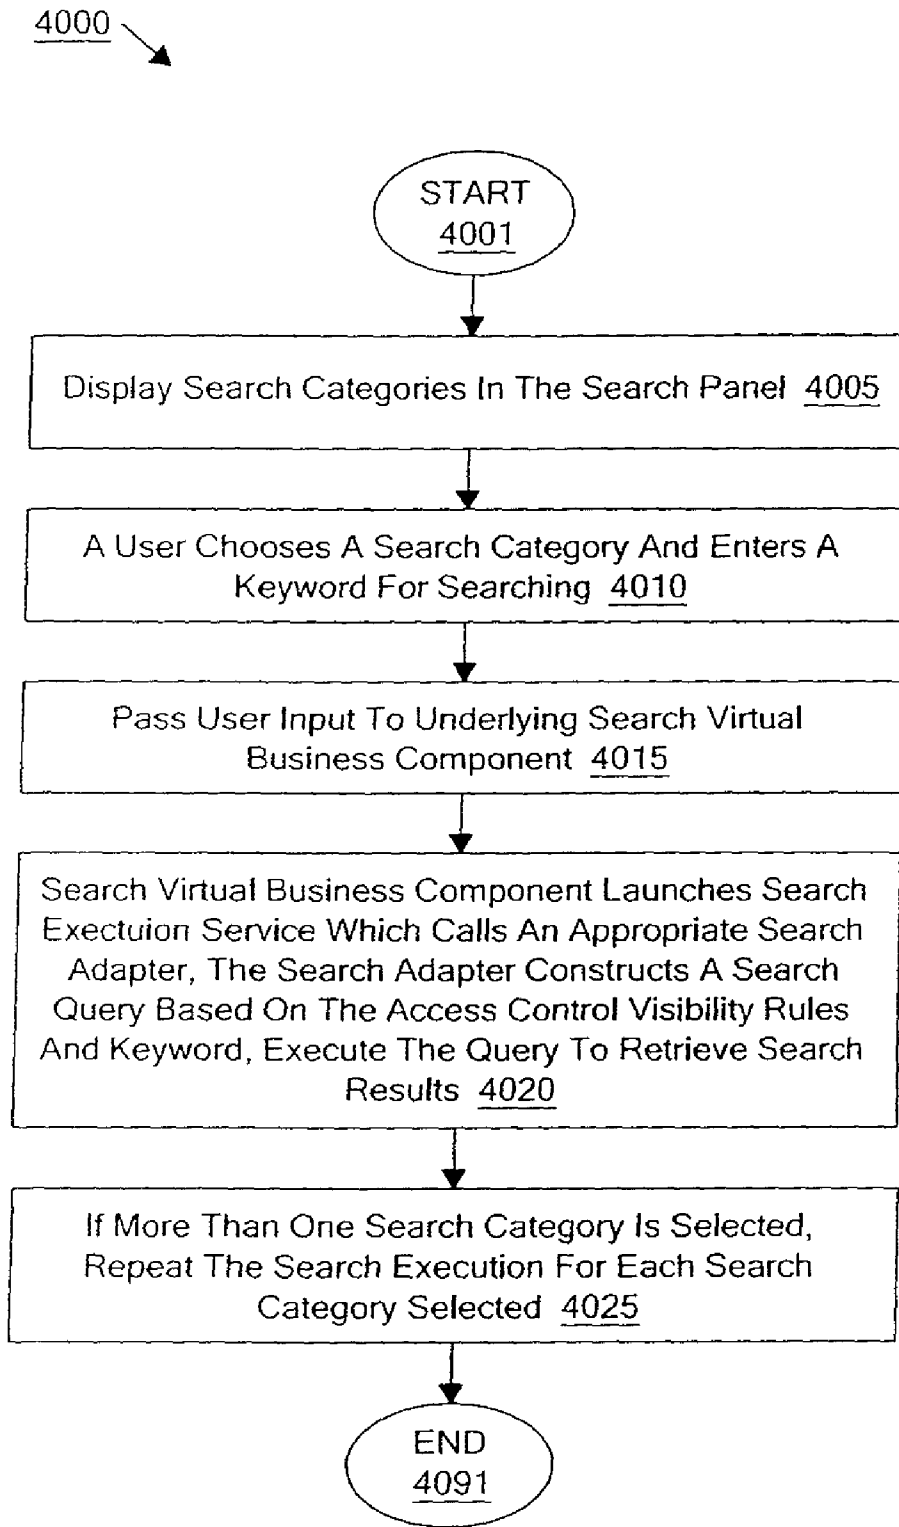 4000
START
4001
Display Search Categories In The Search Panel 4005
A User Chooses A Search Category And Enters A
Keyword For Searching 4010
Pass User Input To Underlying Search Virtual
Business Component 4015
Search Virtual Business Component Launches Search
Exectuion Service Which Calls An Appropriate Search
Adapter, The Search Adapter Constructs A Search
Query Based On The Access Control Visibility Rules
And Keyword, Execute The Query To Retrieve Search
Results 4020
If More Than One Search Category Is Selected,
Repeat The Search Execution For Each Search
Category Selected 4025
END
4091